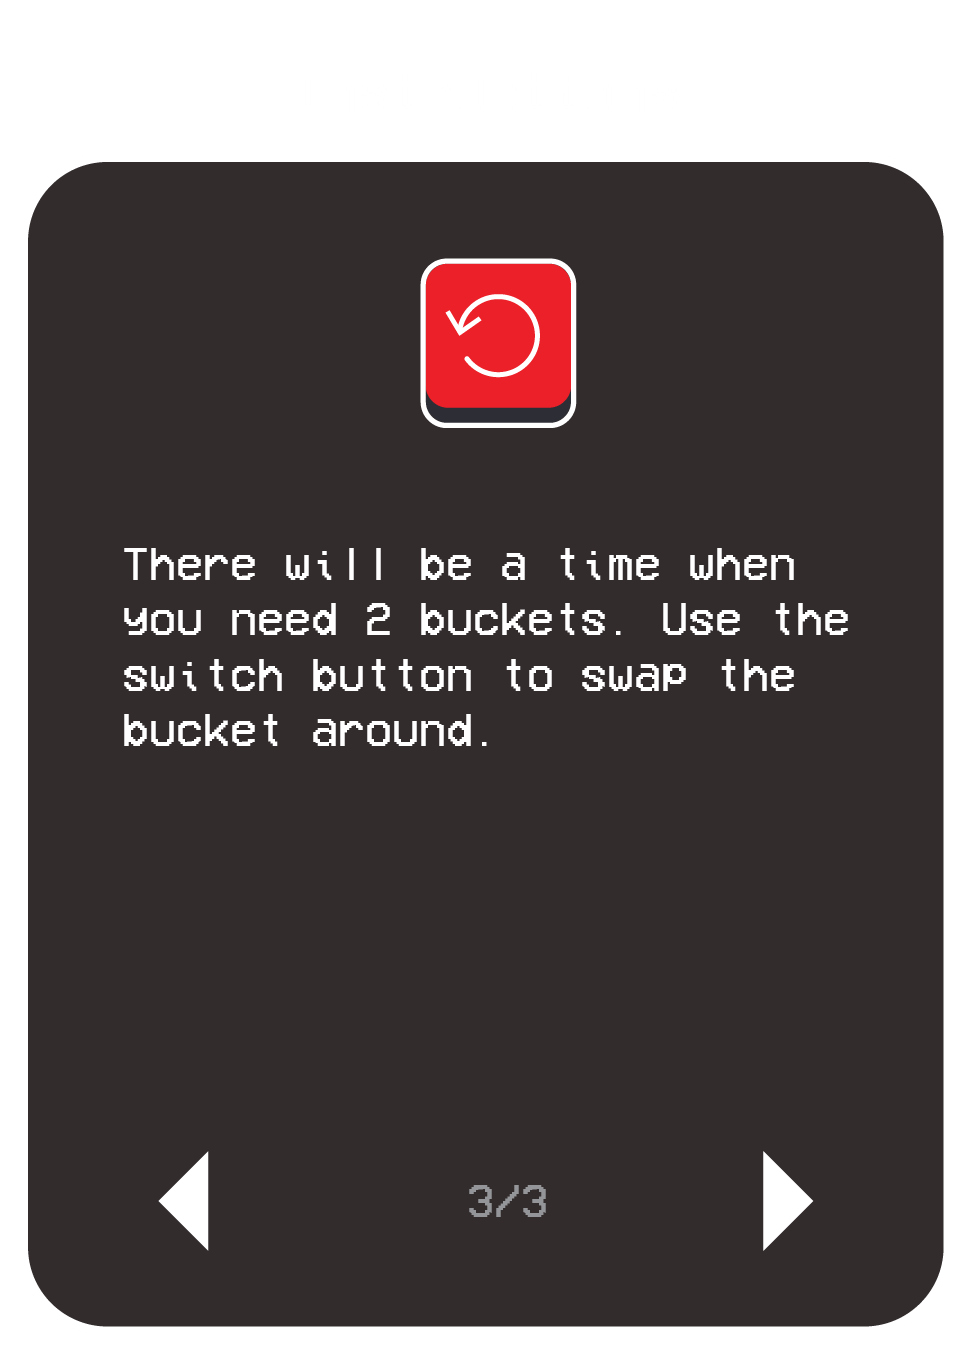 There will be a time when
you need 2 buckets. Use the
switch button to swap the
bucket around.
3/3